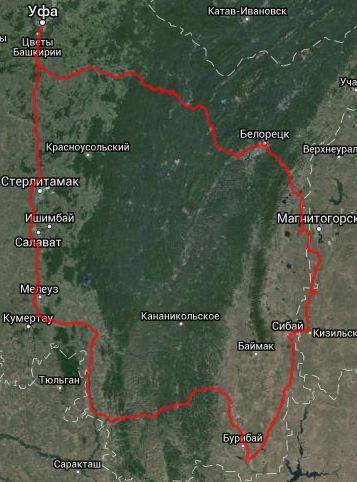 Уфа
Катав-Ивановск
ы
Цветы
Башкирии
Уча
Белорецк
Красноусольский
Верхнеурал
Стерлитамак
Ишимбай
Магнитогорск
Салават
Мелеуз
Кумертау
Кананикольское
Сибай
Кизильск
Баймак
Тюльган
Бурибай
Саракташ